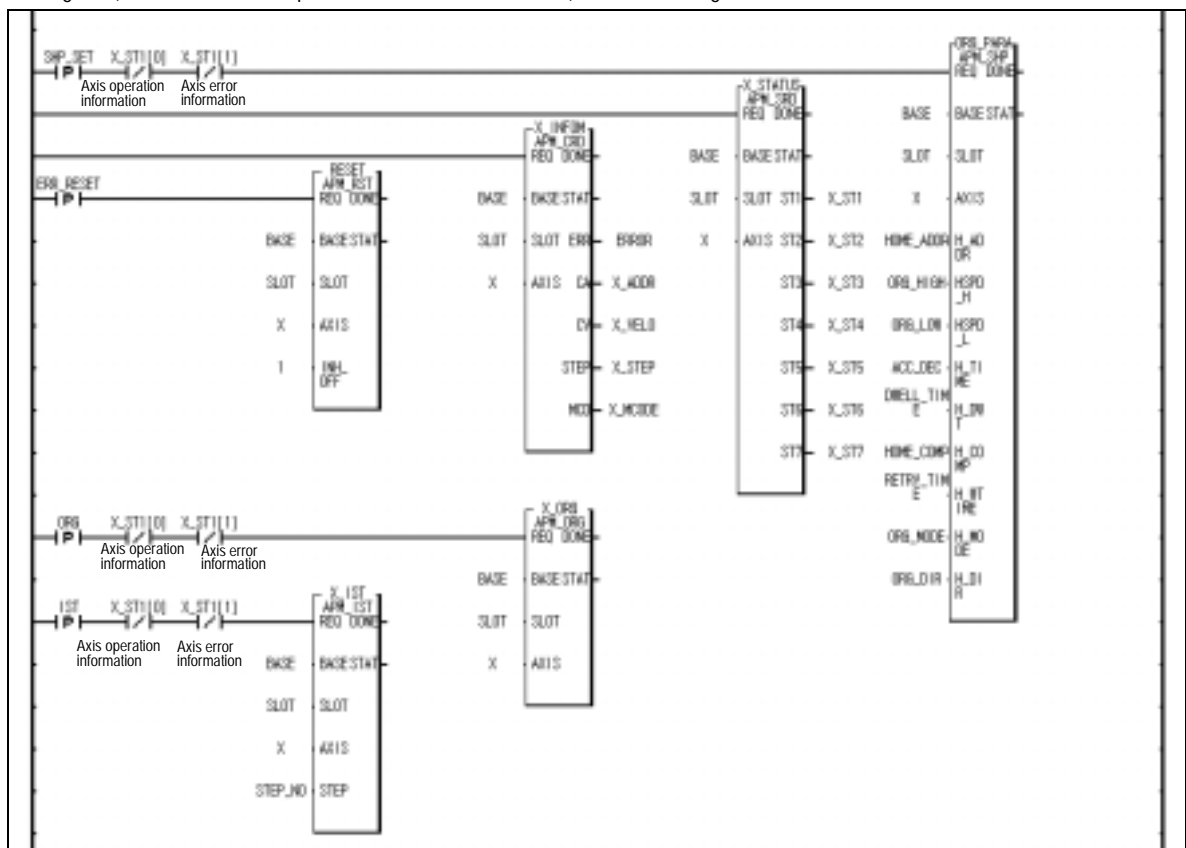 SHP_SET X_ST1[0] X_ST1[1]
P
Axis operation information
Axis error information
ORG_PARA
APM_SHP
REQ DONE
BASE BASE STAT
SLOT SLOT
X AXIS
HOME_ADDR H_ADDR
ORG_HIGH HSPD_H
ORG_LOW HSPD_L
ACC_DEC H_TIME
DWELL_TIME H_DWT
HOME_COMP H_COMP
RETRY_TIME
ORG_MODE H_MODE
ORG_DIR H_DIR
X_STATUS
APM_SRD
REQ DONE
BASE BASE STAT
SLOT SLOT ST1 X_ST1
X AXIS ST2 X_ST2
ST3 X_ST3
ST4 X_ST4
ST5 X_ST5
ST6 X_ST6
ST7 X_ST7
APM_CRD
REQ DONE
BASE BASE STAT
SLOT SLOT ERR ERROR
X AXIS CA X_ADDR
CV X_VELO
STEP X_STEP
MCD X_MCODE
ERR_RESET
P
RESET
APM_RST
REQ DONE
BASE BASE STAT
SLOT SLOT
X AXIS
1 INH_OFF
ORG X_ST1[0] X_ST1[1]
P
Axis operation information
Axis error information
X_ORG
APM_ORG
REQ DONE
BASE BASE STAT
SLOT SLOT
X AXIS
IST X_ST1[0] X_ST1[1]
P
Axis operation information
Axis error information
X_IST
APM_IST
REQ DONE
BASE BASE STAT
SLOT SLOT
X AXIS
STEP_NO STEP